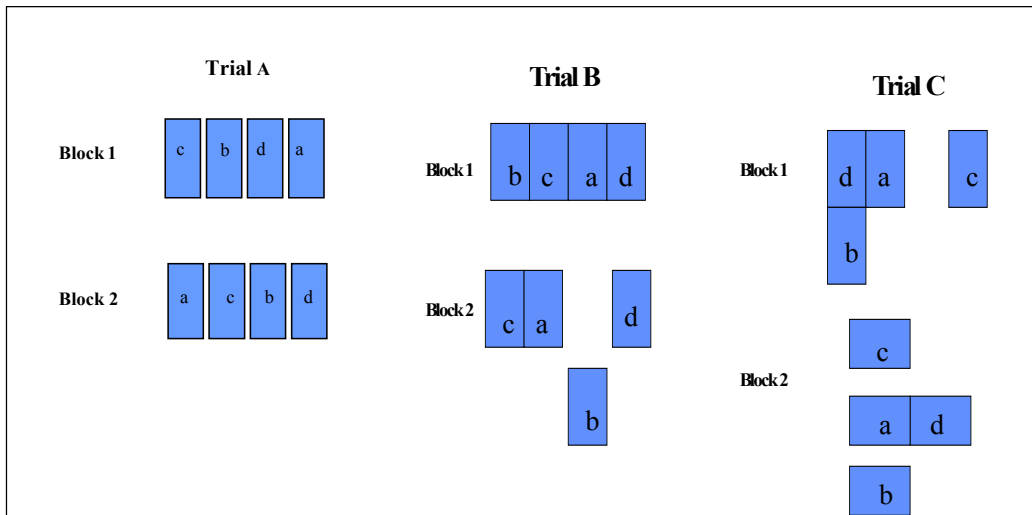 Trial A
Block 1
c b d a
Block 2
a c b d
Trial B
Block 1
b c a d
Block 2
c a d
b
Trial C
Block 1
d a c
b
Block 2
c
a d
b